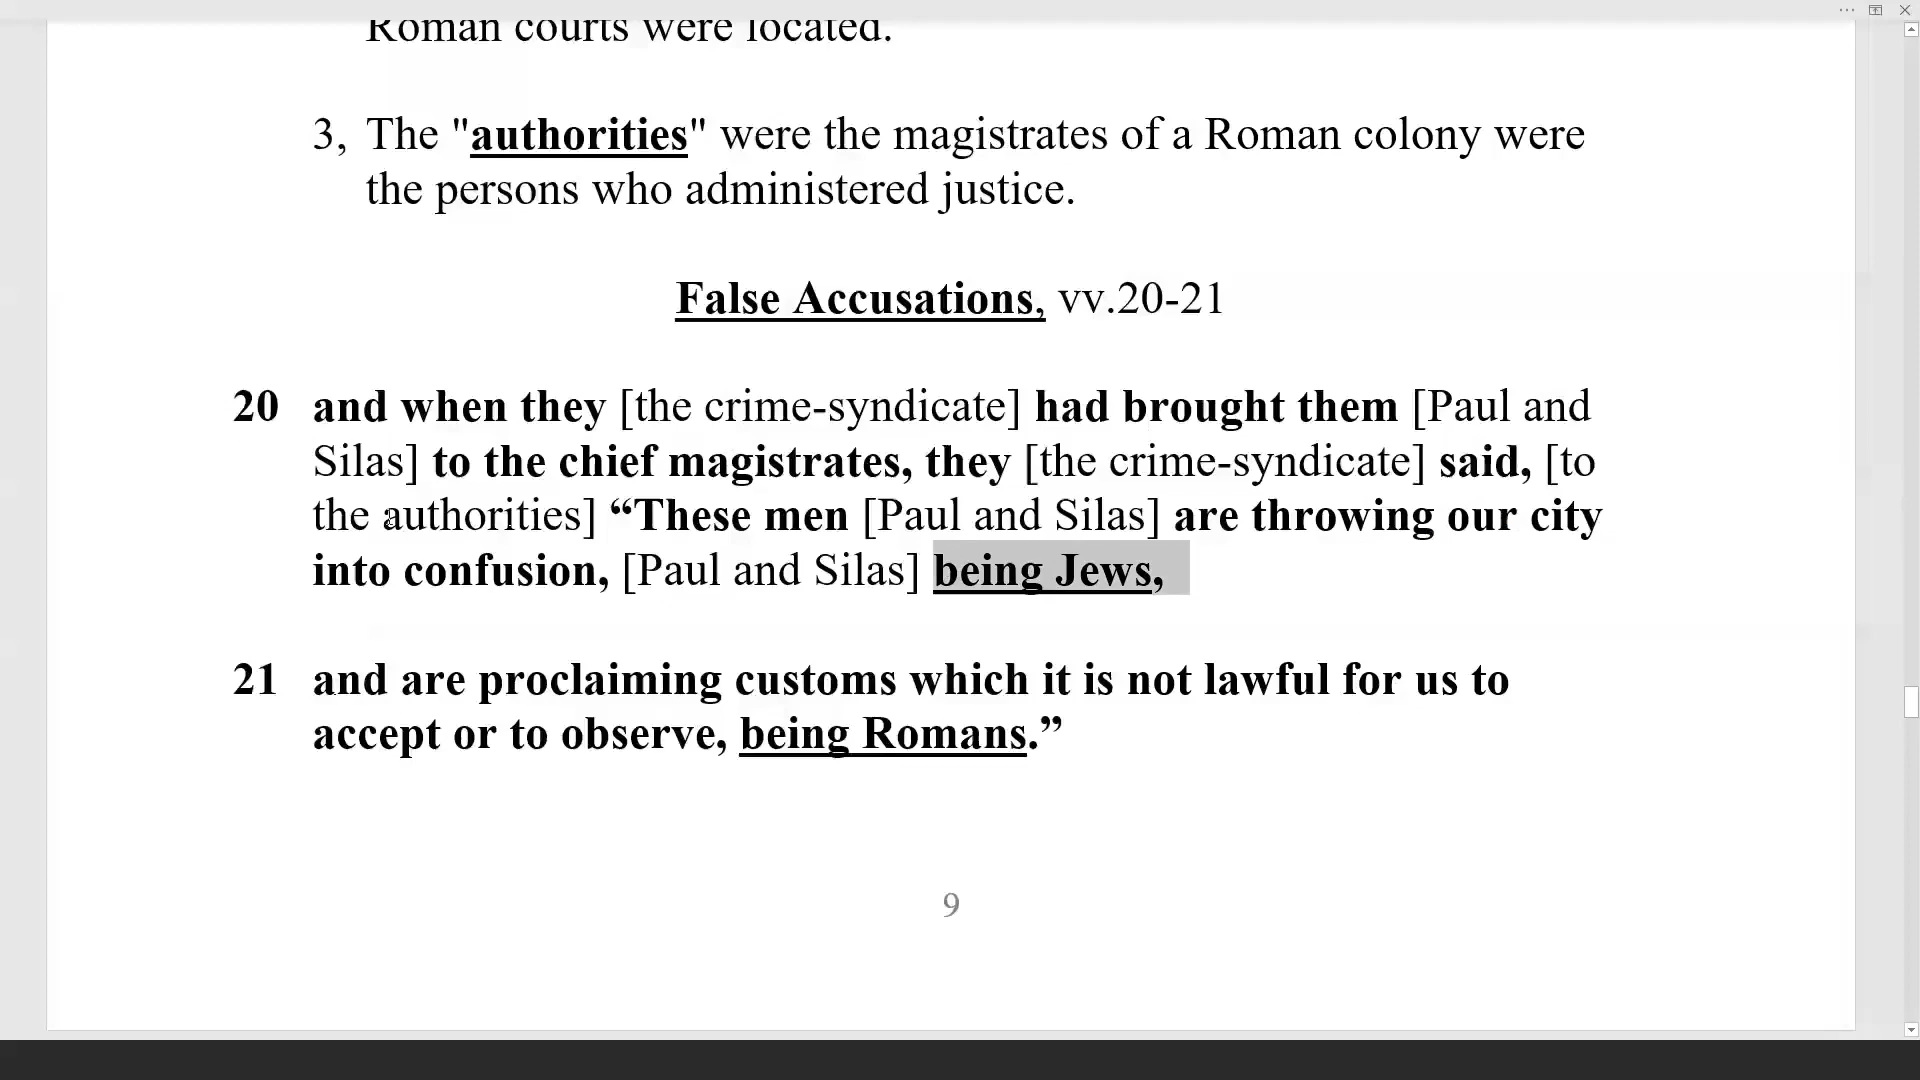 Roman courts were located.
3, The "authorities" were the magistrates of a Roman colony were
the persons who administered justice.
False Accusations, vv.20-21
20 and when they [the crime-syndicate] had brought them [Paul and
Silas] to the chief magistrates, they [the crime-syndicate] said, [to
the authorities] “These men [Paul and Silas] are throwing our city
into confusion, [Paul and Silas] being Jews,
21 and are proclaiming customs which it is not lawful for us to
accept or to observe, being Romans.”
9